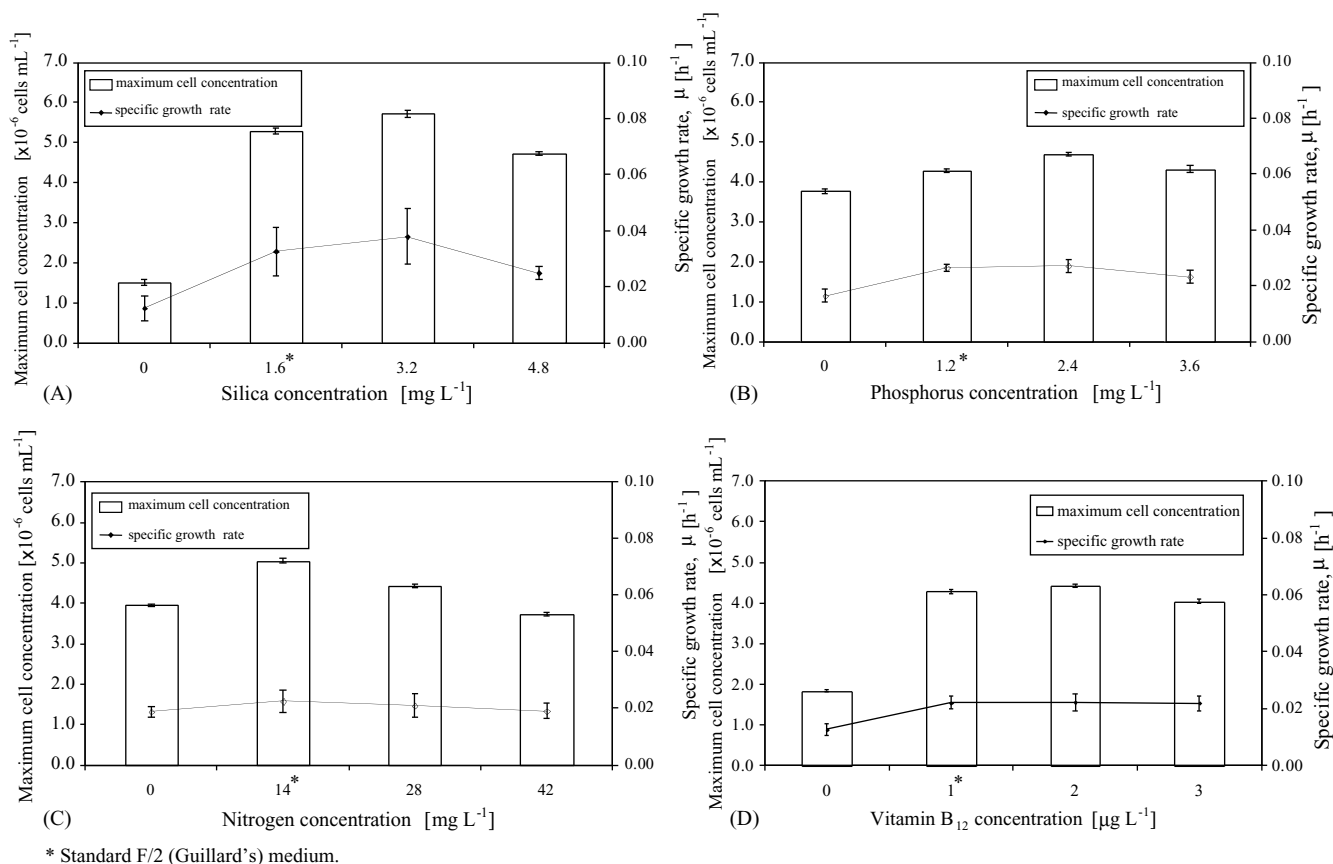 Maximum cell concentration [x10⁻⁶ cells mL⁻¹]
7.0
6.0
5.0
4.0
3.0
2.0
1.0
0.0
maximum cell concentration
specific growth rate
0.10
0.08
0.06
0.04
0.02
0.00
Specific growth rate, μ [h⁻¹]
0 1.6* 3.2 4.8
(A) Silica concentration [mg L⁻¹]
Maximum cell concentration [x10⁻⁶ cells mL⁻¹]
7.0
6.0
5.0
4.0
3.0
2.0
1.0
0.0
maximum cell concentration
specific growth rate
0.10
0.08
0.06
0.04
0.02
0.00
Specific growth rate, μ [h⁻¹]
0 1.2* 2.4 3.6
(B) Phosphorus concentration [mg L⁻¹]
Maximum cell concentration [x10⁻⁶ cells mL⁻¹]
7.0
6.0
5.0
4.0
3.0
2.0
1.0
0.0
maximum cell concentration
specific growth rate
0.10
0.08
0.06
0.04
0.02
0.00
Specific growth rate, μ [h⁻¹]
0 14* 28 42
(C) Nitrogen concentration [mg L⁻¹]
Maximum cell concentration [x10⁻⁶ cells mL⁻¹]
7.0
6.0
5.0
4.0
3.0
2.0
1.0
0.0
maximum cell concentration
specific growth rate
0.10
0.08
0.06
0.04
0.02
0.00
Specific growth rate, μ [h⁻¹]
0 1* 2 3
(D) Vitamin B₁₂ concentration [μg L⁻¹]
* Standard F/2 (Guillard's) medium.